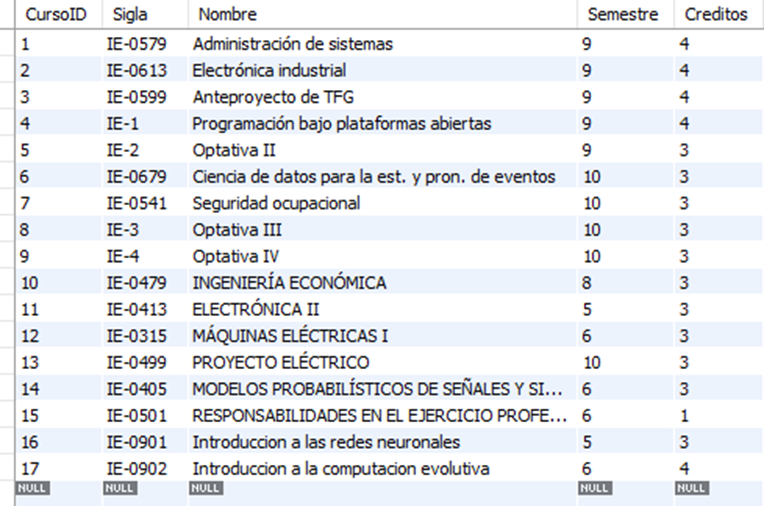 CursoID Sigla Nombre Semestre Creditos
1 IE-0579 Administración de sistemas 9 4
2 IE-0613 Electrónica industrial 9 4
3 IE-0599 Anteproyecto de TFG 9 4
4 IE-1 Programación bajo plataformas abiertas 9 4
5 IE-2 Optativa II 9 3
6 IE-0679 Ciencia de datos para la est. y pron. de eventos 10 3
7 IE-0541 Seguridad ocupacional 10 3
8 IE-3 Optativa III 10 3
9 IE-4 Optativa IV 10 3
10 IE-0479 INGENIERÍA ECONÓMICA 8 3
11 IE-0413 ELECTRÓNICA II 5 3
12 IE-0315 MÁQUINAS ELÉCTRICAS I 6 3
13 IE-0499 PROYECTO ELÉCTRICO 10 3
14 IE-0405 MODELOS PROBABILÍSTICOS DE SEÑALES Y SI... 6 3
15 IE-0501 RESPONSABILIDADES EN EL EJERCICIO PROFE... 6 1
16 IE-0901 Introduccion a las redes neuronales 5 3
17 IE-0902 Introduccion a la computacion evolutiva 6 4
NULL NULL NULL NULL NULL